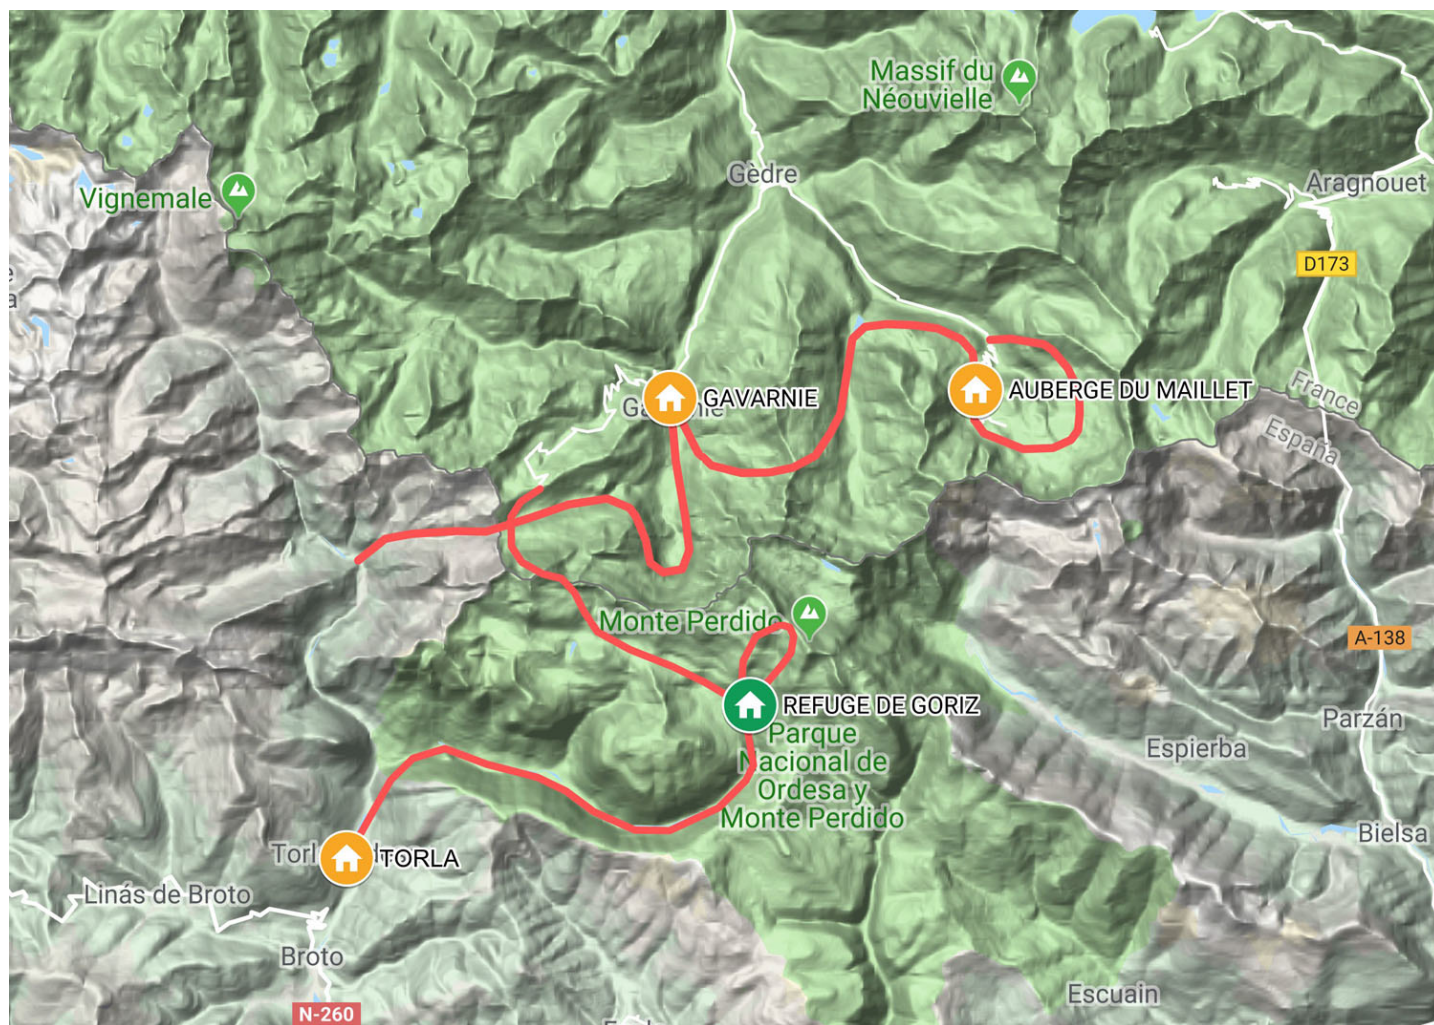 Massif du
Néouvielle
Gèdre
Aragnouet
Vignemale
D173
France
España
GAVARNIE
AUBERGE DU MAILLET
Monte Perdido
A-138
REFUGE DE GORIZ
Parque
Nacional de
Ordesa y
Monte Perdido
Parzán
Espierba
Bielsa
TORLA
Linás de Broto
Broto
Escuain
N-260